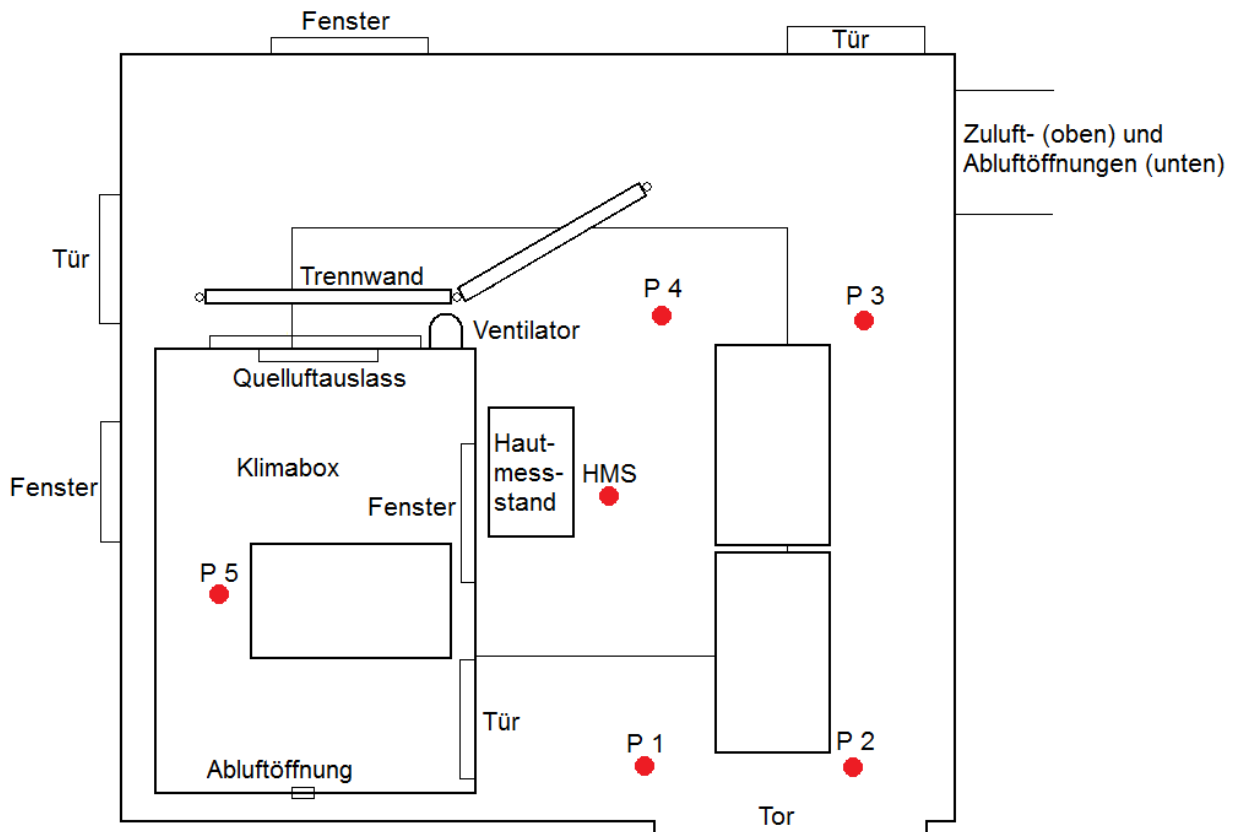 Fenster
Tür
Zuluft- (oben) und
Abluftöffnungen (unten)
Tür
Trennwand
P 4
P 3
Ventilator
Quelluftauslass
Klimabox
Haut-
mess-
stand
HMS
Fenster
Fenster
P 5
Tür
P 1
P 2
Abluftöffnung
Tor